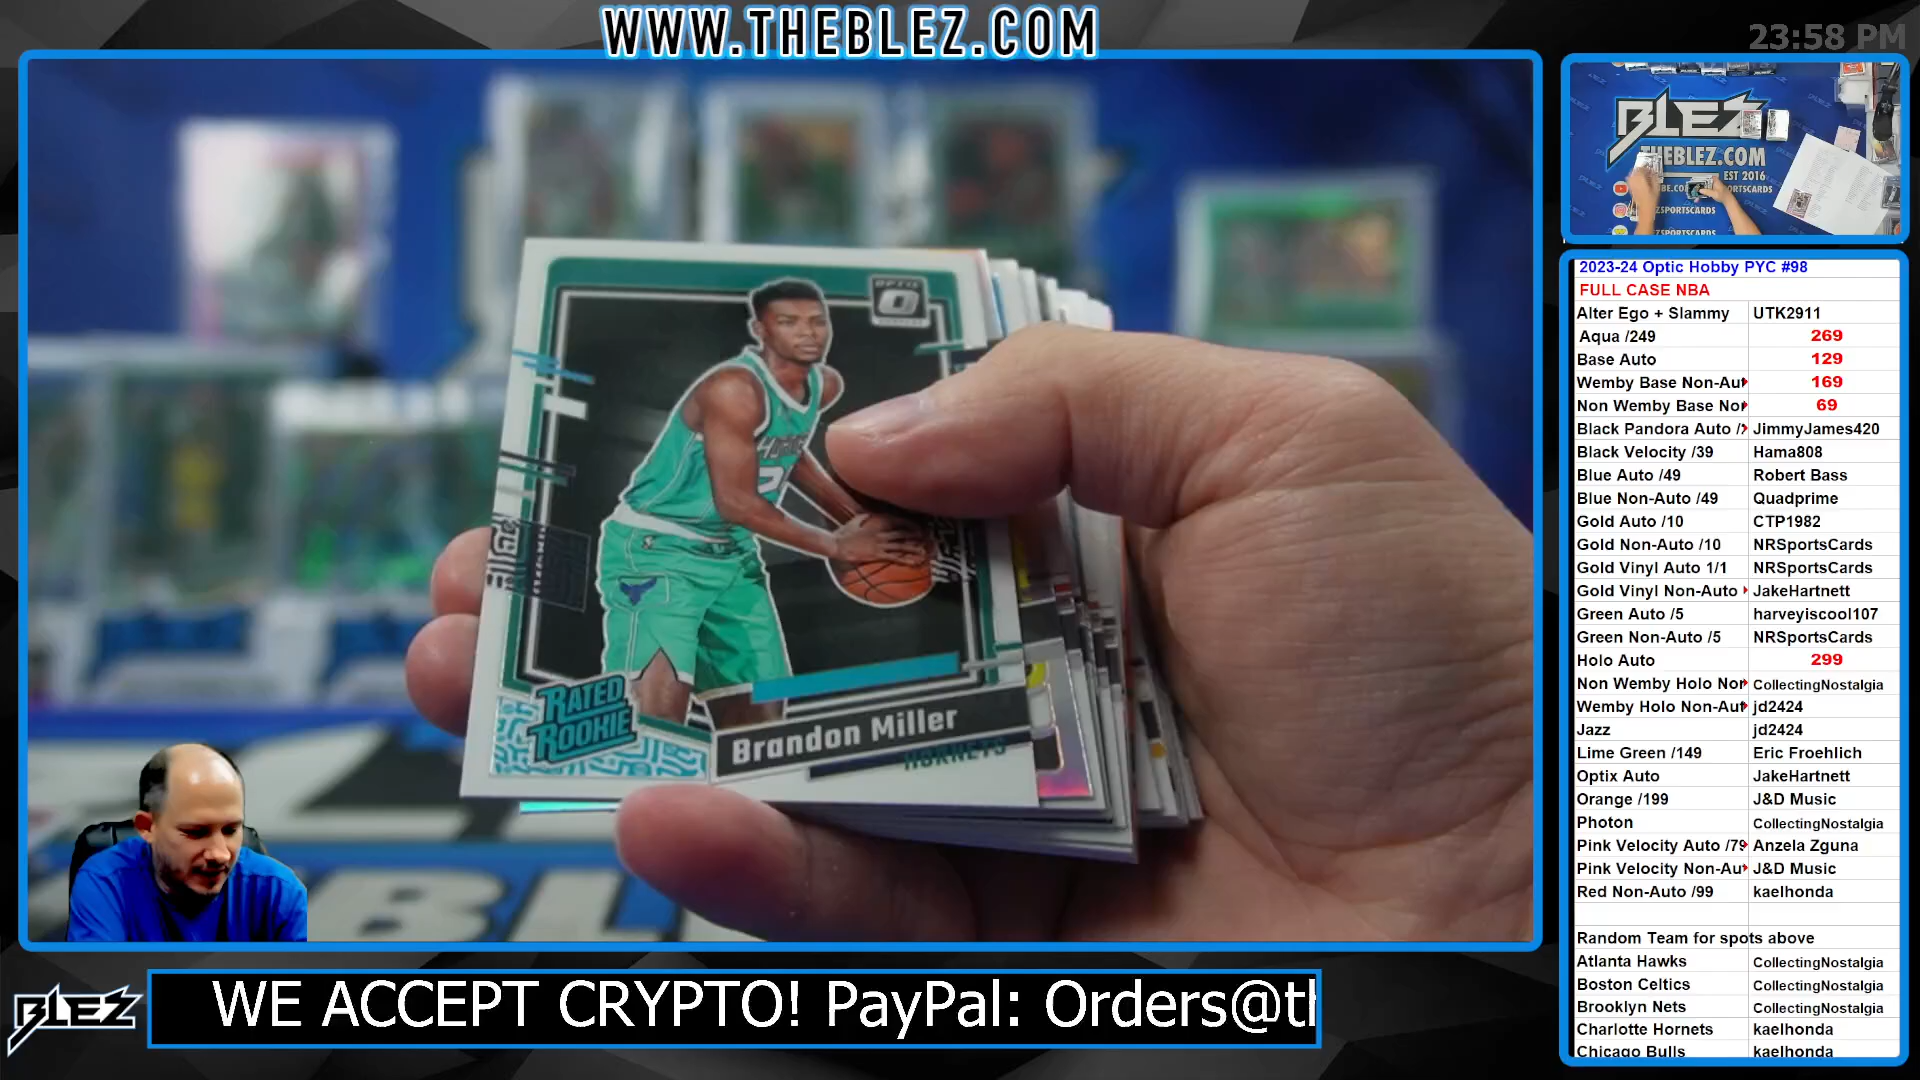 WWW.THEBLEZ.COM
23:58 PM
BLEZ
THEBLEZ.COM
EST 2016
ZSPORTSCARDS
OPTIC
RATED ROOKIE
Brandon Miller
HORNETS
2023-24 Optic Hobby PYC #98
FULL CASE NBA
Alter Ego + Slammy UTK2911
Aqua /249 269
Base Auto 129
Wemby Base Non-Aut 169
Non Wemby Base Nor 69
Black Pandora Auto / JimmyJames420
Black Velocity /39 Hama808
Blue Auto /49 Robert Bass
Blue Non-Auto /49 Quadprime
Gold Auto /10 CTP1982
Gold Non-Auto /10 NRSportsCards
Gold Vinyl Auto 1/1 NRSportsCards
Gold Vinyl Non-Auto JakeHartnett
Green Auto /5 harveyiscool107
Green Non-Auto /5 NRSportsCards
Holo Auto 299
Non Wemby Holo Nor CollectingNostalgia
Wemby Holo Non-Aut jd2424
Jazz jd2424
Lime Green /149 Eric Froehlich
Optix Auto JakeHartnett
Orange /199 J&D Music
Photon CollectingNostalgia
Pink Velocity Auto /79 Anzela Zguna
Pink Velocity Non-Au J&D Music
Red Non-Auto /99 kaelhonda
Random Team for spots above
Atlanta Hawks CollectingNostalgia
Boston Celtics CollectingNostalgia
Brooklyn Nets CollectingNostalgia
Charlotte Hornets kaelhonda
Chicago Bulls kaelhonda
BLEZ
WE ACCEPT CRYPTO! PayPal: Orders@th